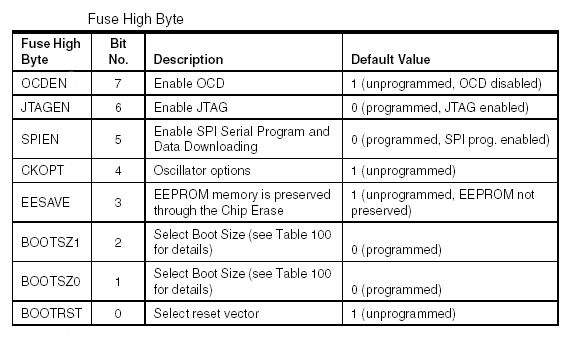 Fuse High Byte
Fuse High Bit
Byte No. Description Default Value
OCDEN 7 Enable OCD 1 (unprogrammed, OCD disabled)
JTAGEN 6 Enable JTAG 0 (programmed, JTAG enabled)
SPIEN 5 Enable SPI Serial Program and Data Downloading 0 (programmed, SPI prog. enabled)
CKOPT 4 Oscillator options 1 (unprogrammed)
EESAVE 3 EEPROM memory is preserved through the Chip Erase 1 (unprogrammed, EEPROM not preserved)
BOOTSZ1 2 Select Boot Size (see Table 100 for details) 0 (programmed)
BOOTSZ0 1 Select Boot Size (see Table 100 for details) 0 (programmed)
BOOTRST 0 Select reset vector 1 (unprogrammed)